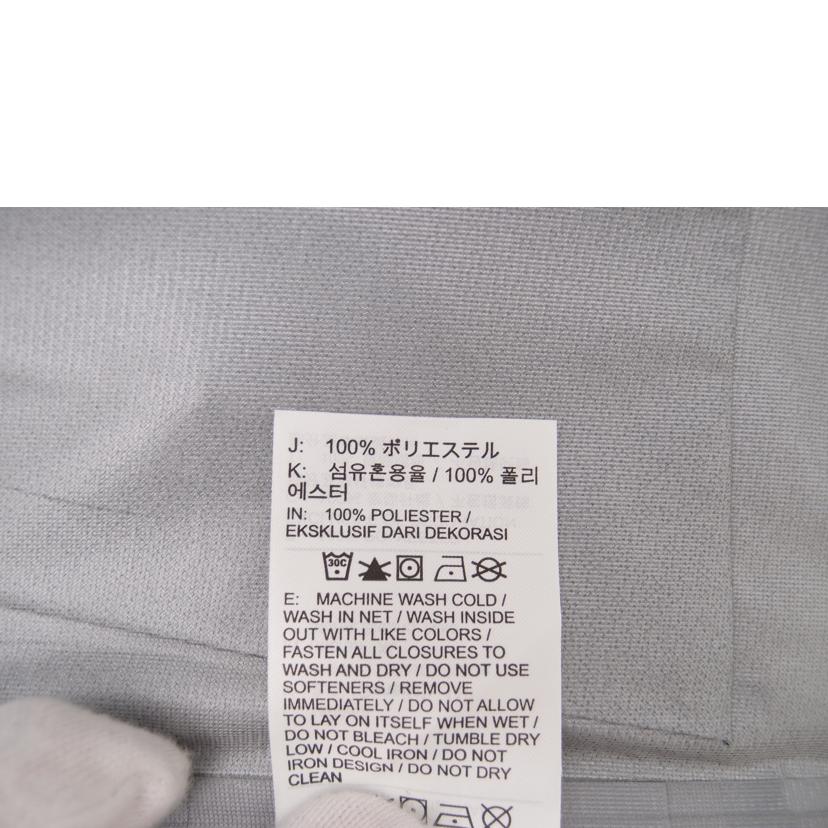 J: 100% ポリエステル
K: 섬유혼용율 / 100% 폴리
에스터
IN: 100% POLIESTER /
EKSKLUSIF DARI DEKORASI
30C
E: MACHINE WASH COLD /
WASH IN NET / WASH INSIDE
OUT WITH LIKE COLORS /
FASTEN ALL CLOSURES TO
WASH AND DRY / DO NOT USE
SOFTENERS / REMOVE
IMMEDIATELY / DO NOT ALLOW
TO LAY ON ITSELF WHEN WET /
DO NOT BLEACH / TUMBLE DRY
LOW / COOL IRON / DO NOT
IRON DESIGN / DO NOT DRY
CLEAN